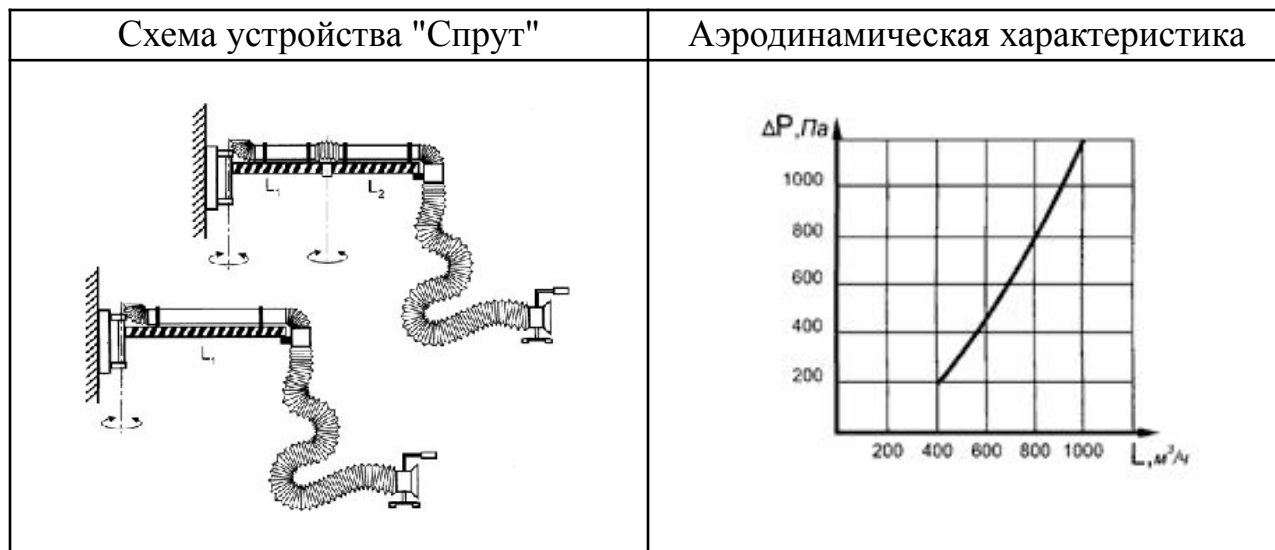 Схема устройства "Спрут"
Аэродинамическая характеристика
L₁
L₂
L₁
ΔP, Па
1000
800
600
400
200
200 400 600 800 1000
L, м³/ч